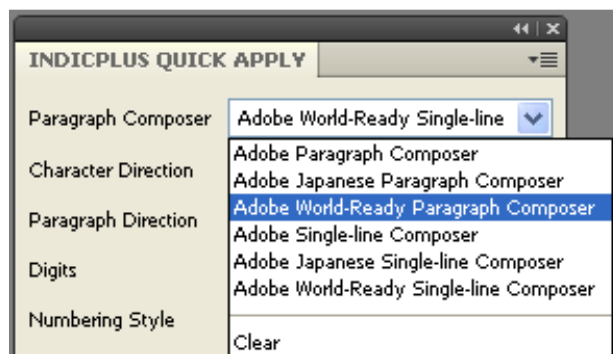 INDICPLUS QUICK APPLY
Paragraph Composer
Adobe World-Ready Single-line
Adobe Paragraph Composer
Character Direction
Adobe Japanese Paragraph Composer
Adobe World-Ready Paragraph Composer
Paragraph Direction
Adobe Single-line Composer
Digits
Adobe Japanese Single-line Composer
Adobe World-Ready Single-line Composer
Numbering Style
Clear